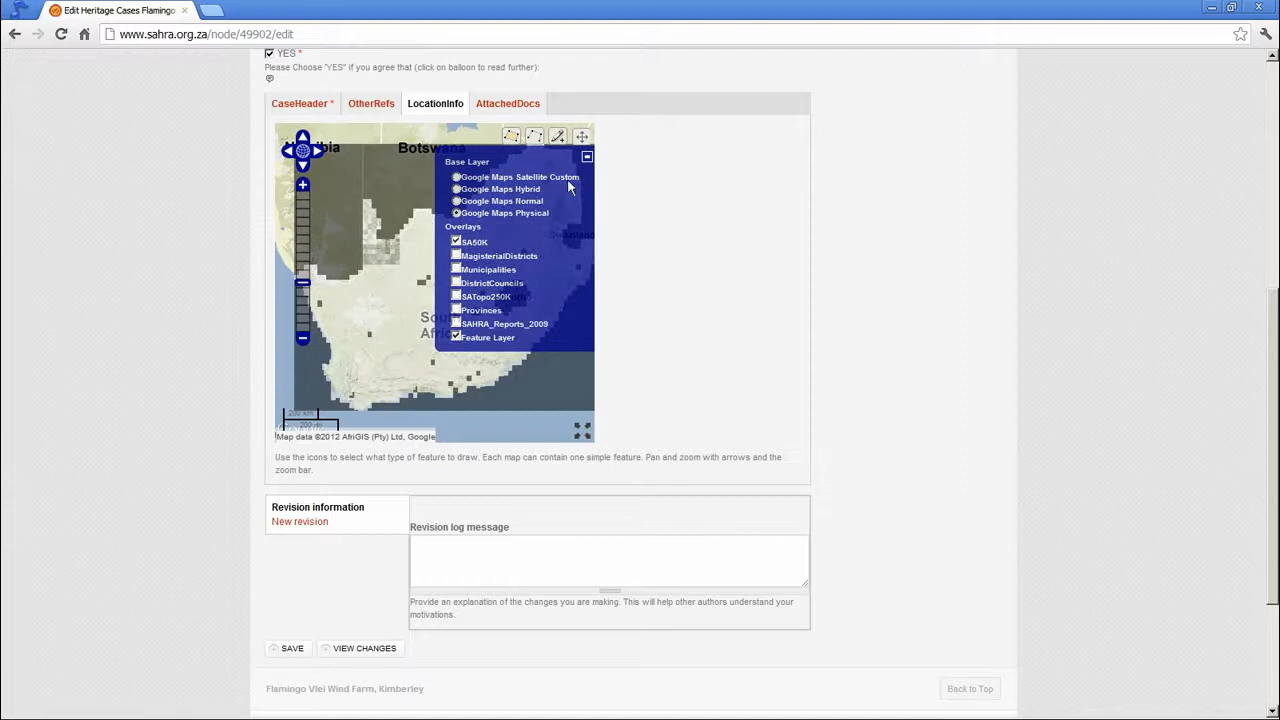 Edit Heritage Cases Flamingo
www.sahra.org.za/node/49902/edit
YES *
Please Choose "YES" if you agree that (click on balloon to read further):
CaseHeader * OtherRefs LocationInfo AttachedDocs
Botswana
Base Layer
Google Maps Satellite Custom
Google Maps Hybrid
Google Maps Normal
Google Maps Physical
Overlays
SA50K
MagisterialDistricts
Municipalities
DistrictCouncils
SATopo250K
Provinces
SAHRA_Reports_2009
Feature Layer
200 km
Map data ©2012 AfriGIS (Pty) Ltd, Google
Use the icons to select what type of feature to draw. Each map can contain one simple feature. Pan and zoom with arrows and the
zoom bar.
Revision information
New revision
Revision log message
Provide an explanation of the changes you are making. This will help other authors understand your
motivations.
SAVE VIEW CHANGES
Flamingo Vlei Wind Farm, Kimberley
Back to Top